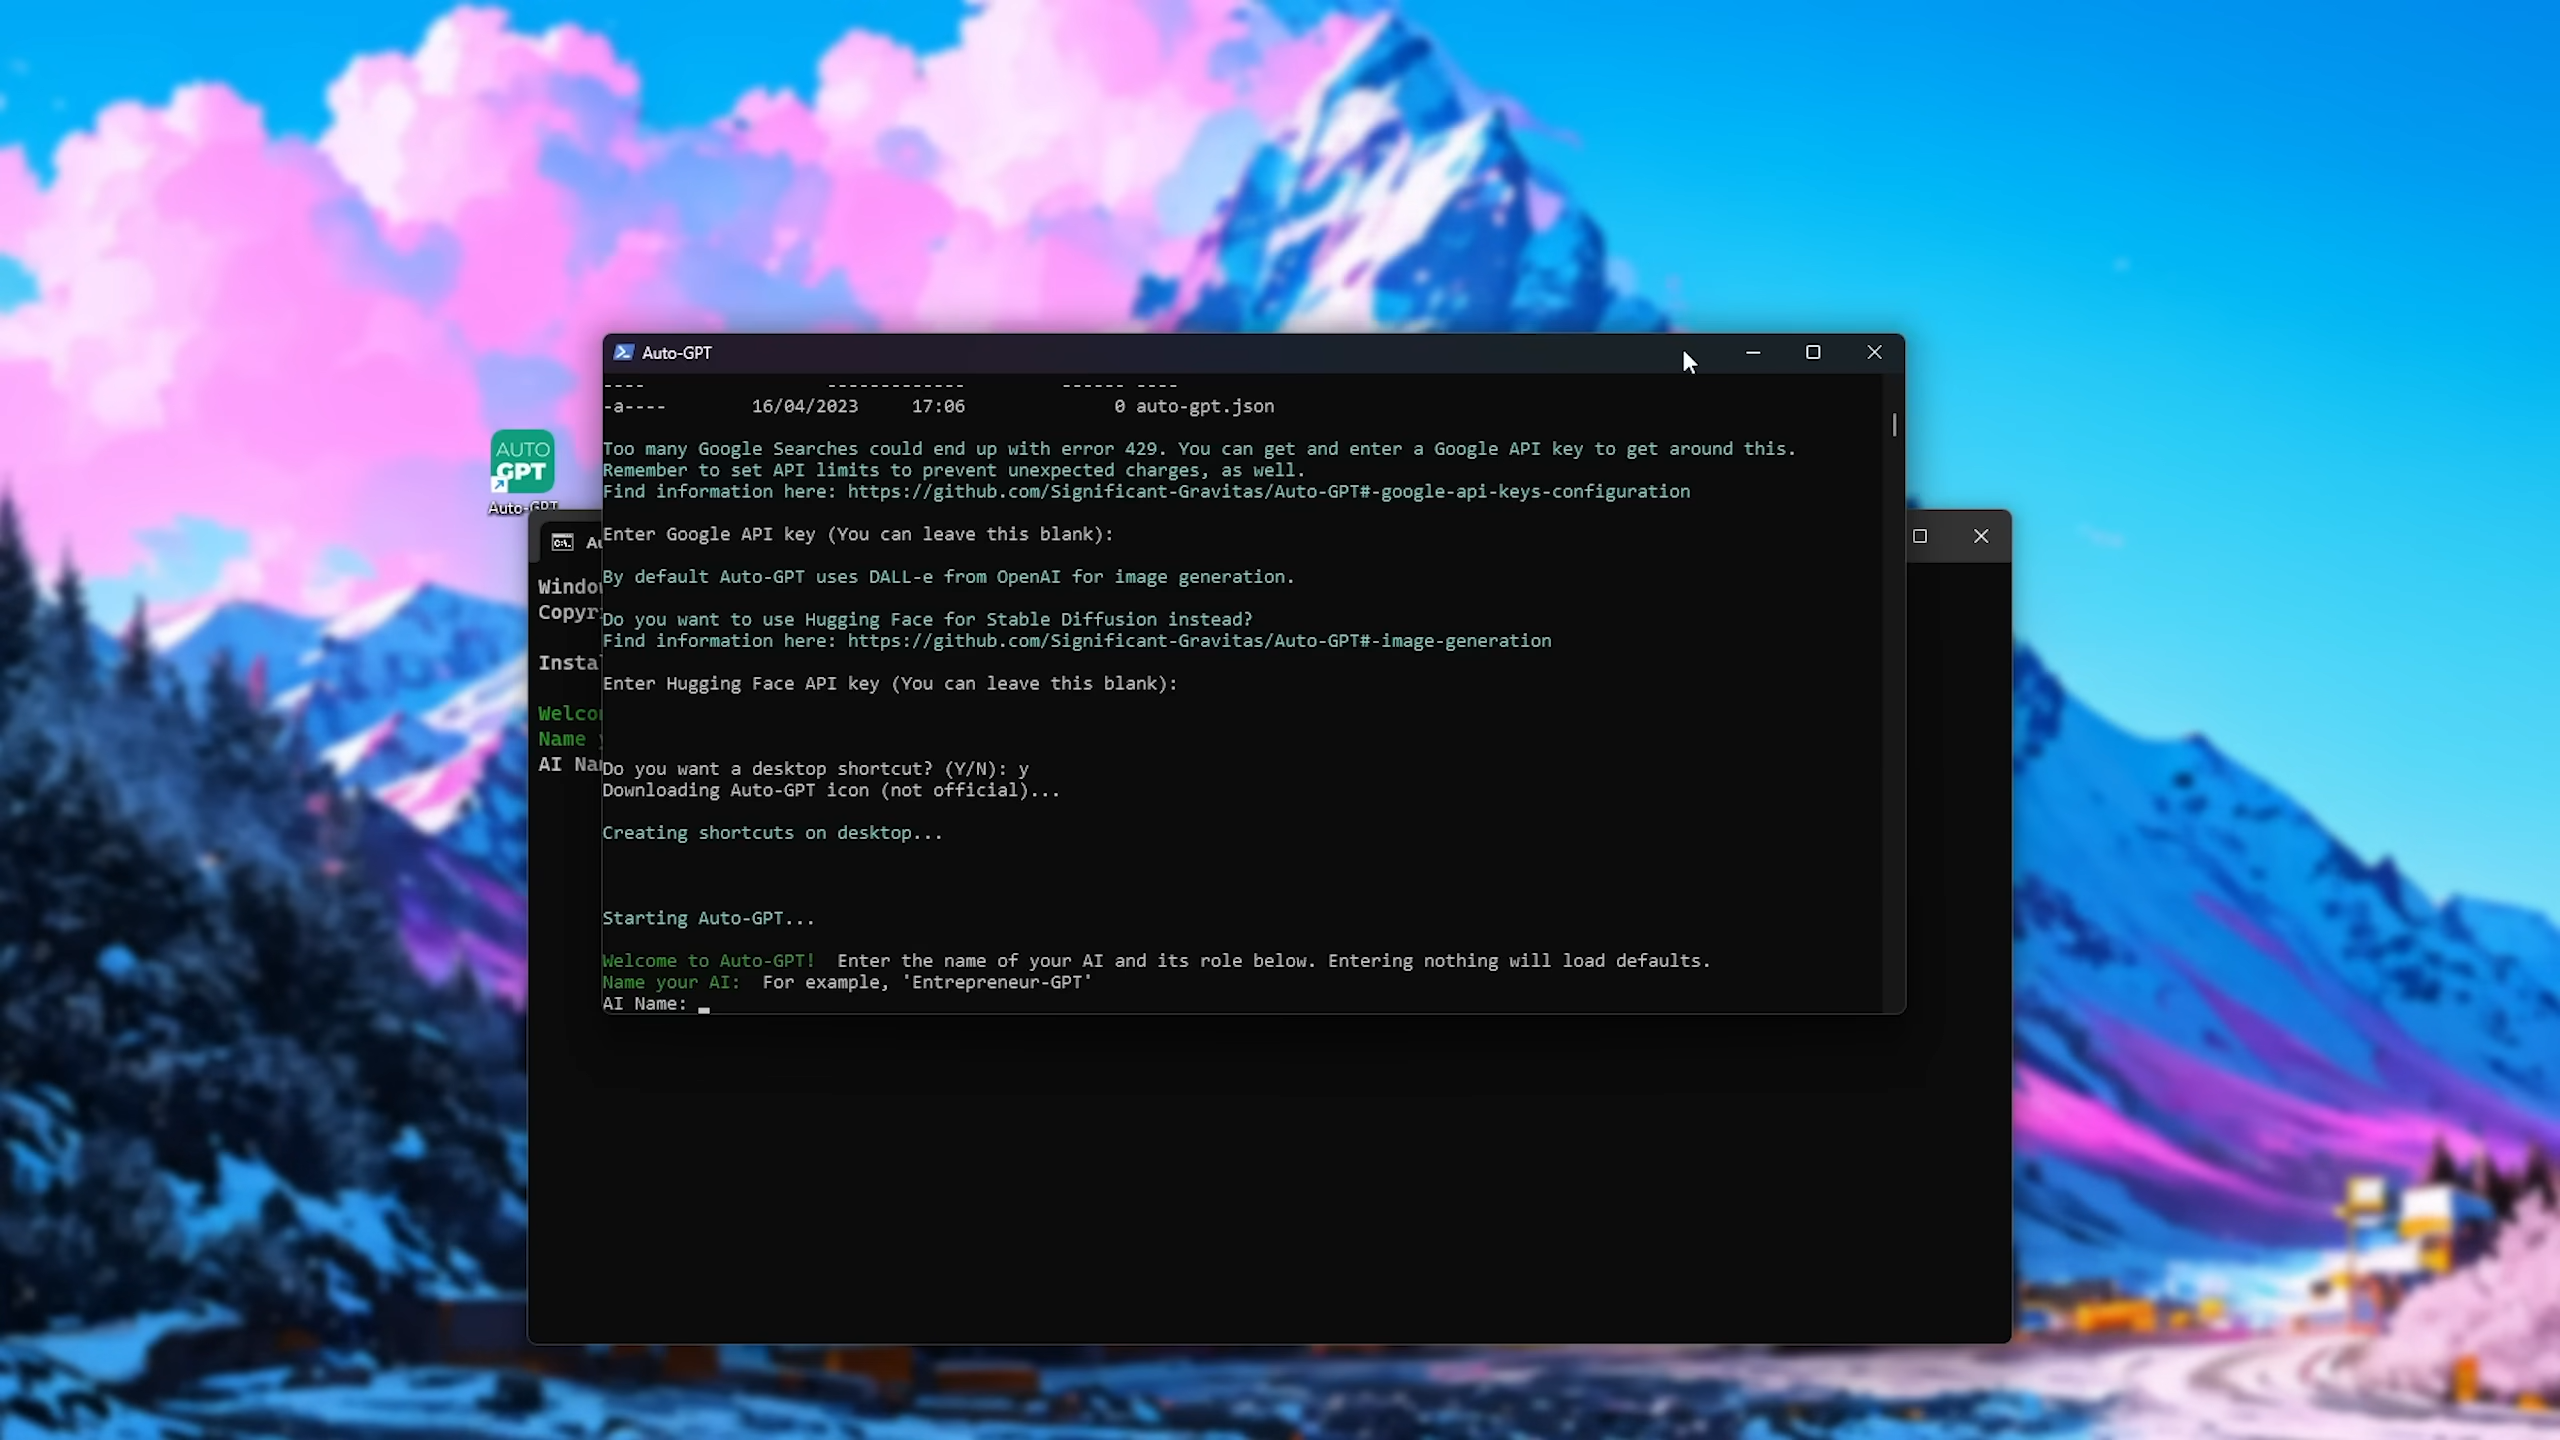 AUTO
GPT
Auto-GPT
Auto-GPT
---- ------------- ------ ----
-a---- 16/04/2023 17:06 0 auto-gpt.json
Too many Google Searches could end up with error 429. You can get and enter a Google API key to get around this.
Remember to set API limits to prevent unexpected charges, as well.
Find information here: https://github.com/Significant-Gravitas/Auto-GPT#-google-api-keys-configuration
Enter Google API key (You can leave this blank):
By default Auto-GPT uses DALL-e from OpenAI for image generation.
Do you want to use Hugging Face for Stable Diffusion instead?
Find information here: https://github.com/Significant-Gravitas/Auto-GPT#-image-generation
Enter Hugging Face API key (You can leave this blank):
Do you want a desktop shortcut? (Y/N): y
Downloading Auto-GPT icon (not official)...
Creating shortcuts on desktop...
Starting Auto-GPT...
Welcome to Auto-GPT!  Enter the name of your AI and its role below. Entering nothing will load defaults.
Name your AI:  For example, 'Entrepreneur-GPT'
AI Name:
Name
AI